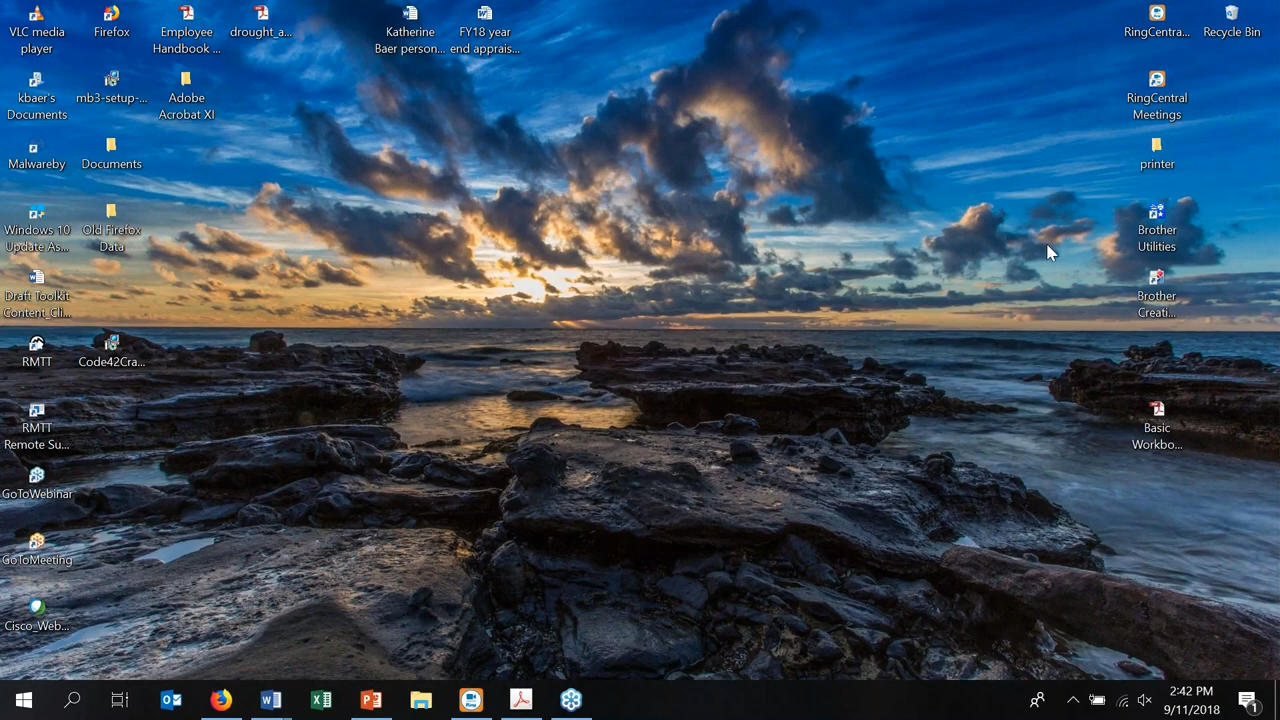 VLC media
player
Firefox
Employee
Handbook ...
drought_a...
Katherine
Baer person...
FY18 year
end apprais...
RingCentra...
Recycle Bin
kbaer's
Documents
mb3-setup-...
Adobe
Acrobat XI
RingCentral
Meetings
Malwareby
Documents
printer
Windows 10
Update As...
Old Firefox
Data
Brother
Utilities
Draft Toolkit
Content_Cli...
Brother
Creati...
RMTT
Code42Cra...
RMTT
Remote Su...
Basic
Workbo...
GoToWebinar
GoToMeeting
Cisco_Web...
Ring
2:42 PM
9/11/2018
1